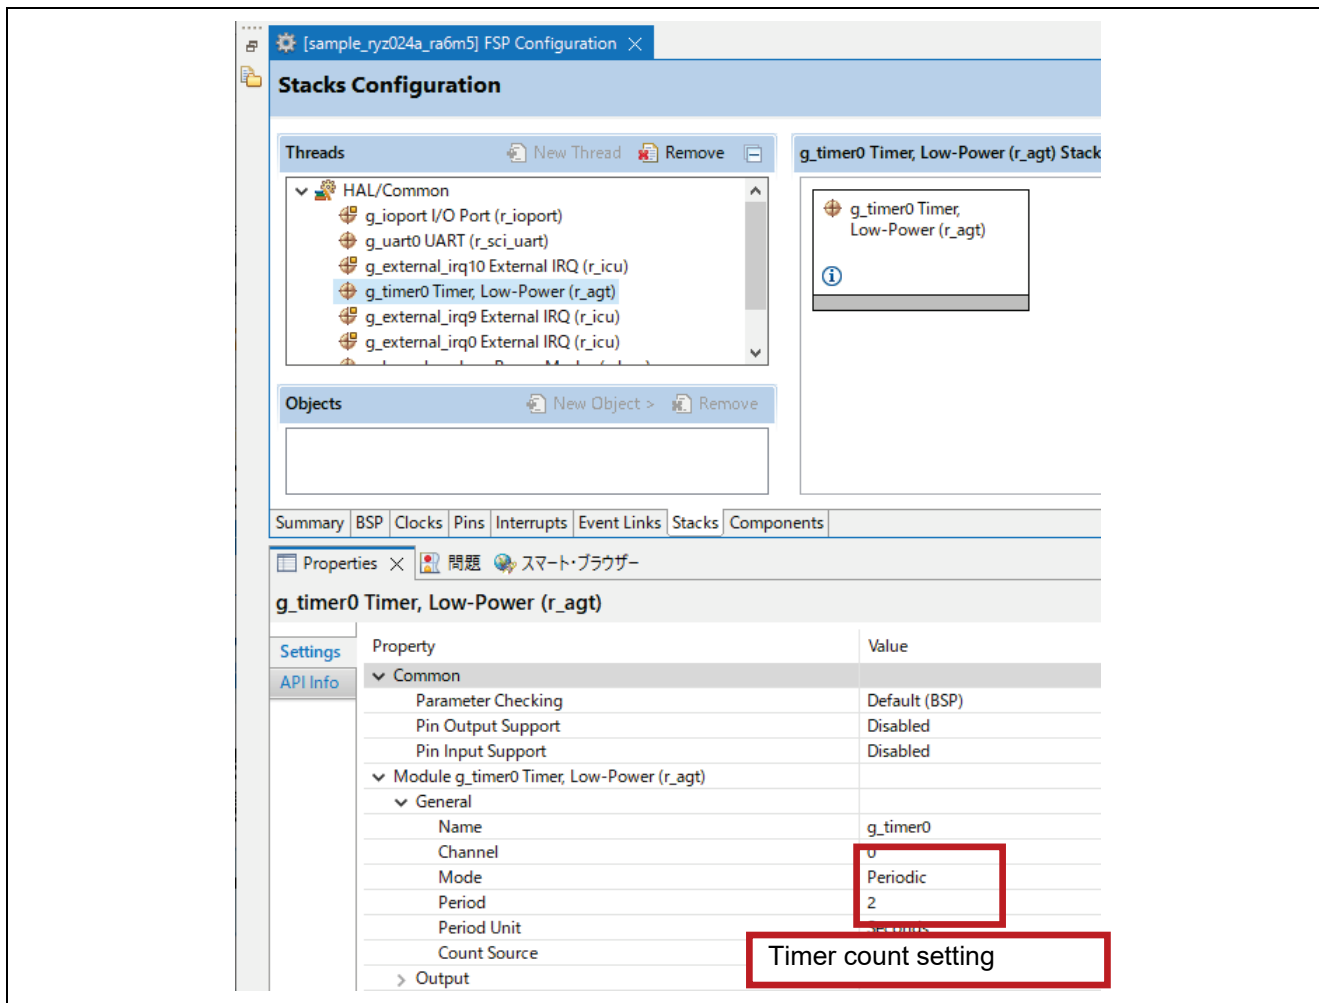 [sample_ryz024a_ra6m5] FSP Configuration
Stacks Configuration
Threads
New Thread
Remove
HAL/Common
g_ioport I/O Port (r_ioport)
g_uart0 UART (r_sci_uart)
g_external_irq10 External IRQ (r_icu)
g_timer0 Timer, Low-Power (r_agt)
g_external_irq9 External IRQ (r_icu)
g_external_irq0 External IRQ (r_icu)
g_timer0 Timer, Low-Power (r_agt) Stack
g_timer0 Timer,
Low-Power (r_agt)
Objects
New Object >
Remove
Summary BSP Clocks Pins Interrupts Event Links Stacks Components
Properties 問題 スマート・ブラウザー
g_timer0 Timer, Low-Power (r_agt)
Settings
API Info
Property Value
Common
Parameter Checking Default (BSP)
Pin Output Support Disabled
Pin Input Support Disabled
Module g_timer0 Timer, Low-Power (r_agt)
General
Name g_timer0
Channel 0
Mode Periodic
Period 2
Period Unit Seconds
Count Source
Output
Timer count setting